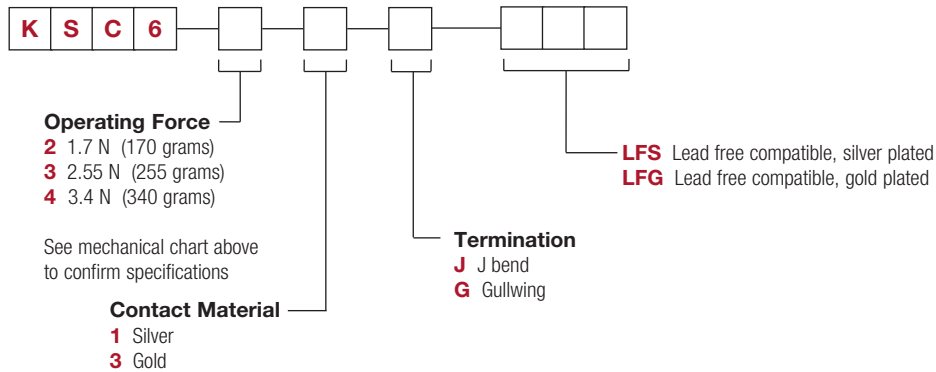 K S C 6
Operating Force
2 1.7 N (170 grams)
3 2.55 N (255 grams)
4 3.4 N (340 grams)
See mechanical chart above
to confirm specifications
Contact Material
1 Silver
3 Gold
Termination
J J bend
G Gullwing
LFS Lead free compatible, silver plated
LFG Lead free compatible, gold plated